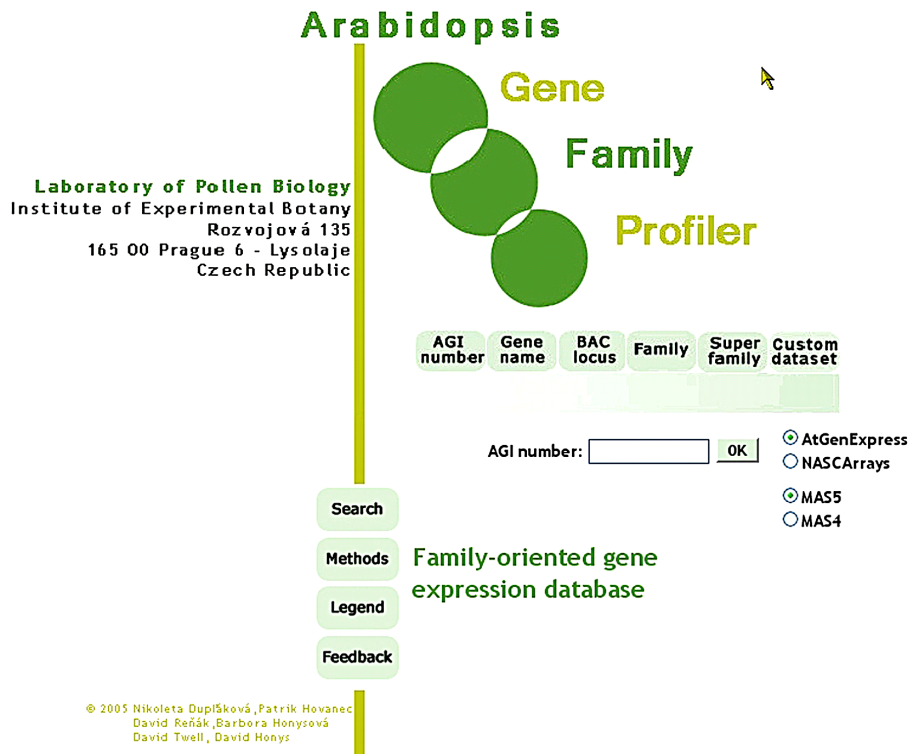 Arabidopsis
Gene
Family
Profiler
Laboratory of Pollen Biology
Institute of Experimental Botany
Rozvojová 135
165 00 Prague 6 - Lysolaje
Czech Republic
AGI number
Gene name
BAC locus
Family
Super family
Custom dataset
AGI number:
OK
AtGenExpress
NASCArrays
MAS5
MAS4
Search
Methods
Legend
Feedback
Family-oriented gene
expression database
© 2005 Nikoleta Dupľáková, Patrik Hovanec
David Reňák, Barbora Honysová
David Twell, David Honys